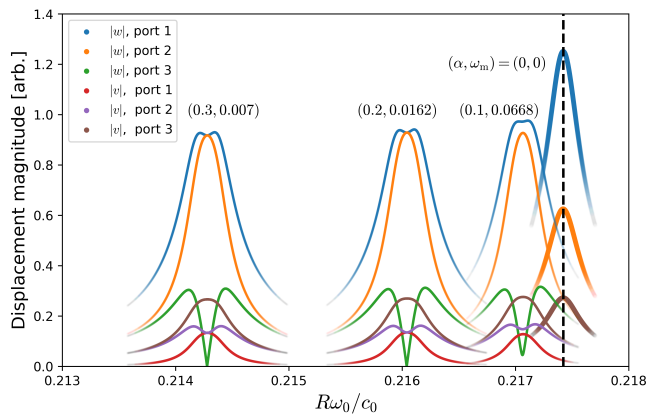 1.4
1.2
1.0
0.8
0.6
0.4
0.2
0.0
Displacement magnitude [arb.]
|w|, port 1
|w|, port 2
|w|, port 3
|v|, port 1
|v|, port 2
|v|, port 3
(α, ωm) = (0, 0)
(0.3, 0.007)
(0.2, 0.0162)
(0.1, 0.0668)
0.213
0.214
0.215
0.216
0.217
0.218
Rω0/c0